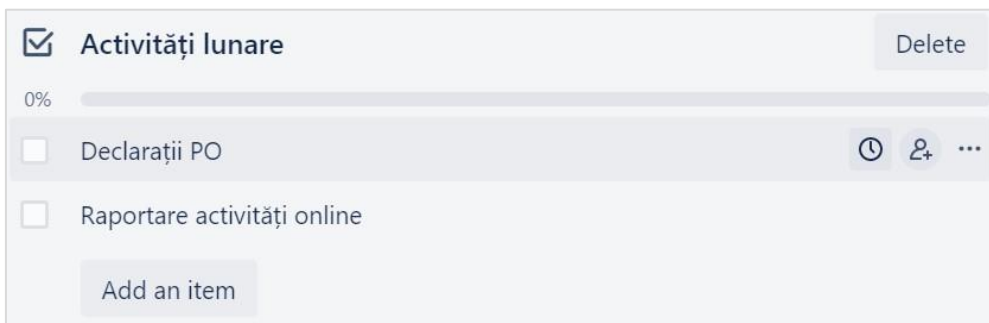 Activități lunare Delete
0%
Declarații PO
Raportare activități online
Add an item